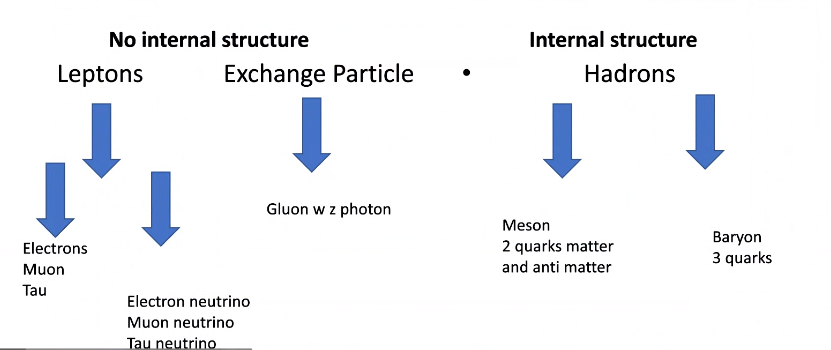 No internal structure
Internal structure
Leptons
Exchange Particle
• Hadrons
Gluon w z photon
Electrons
Muon
Tau
Electron neutrino
Muon neutrino
Tau neutrino
Meson
2 quarks matter
and anti matter
Baryon
3 quarks